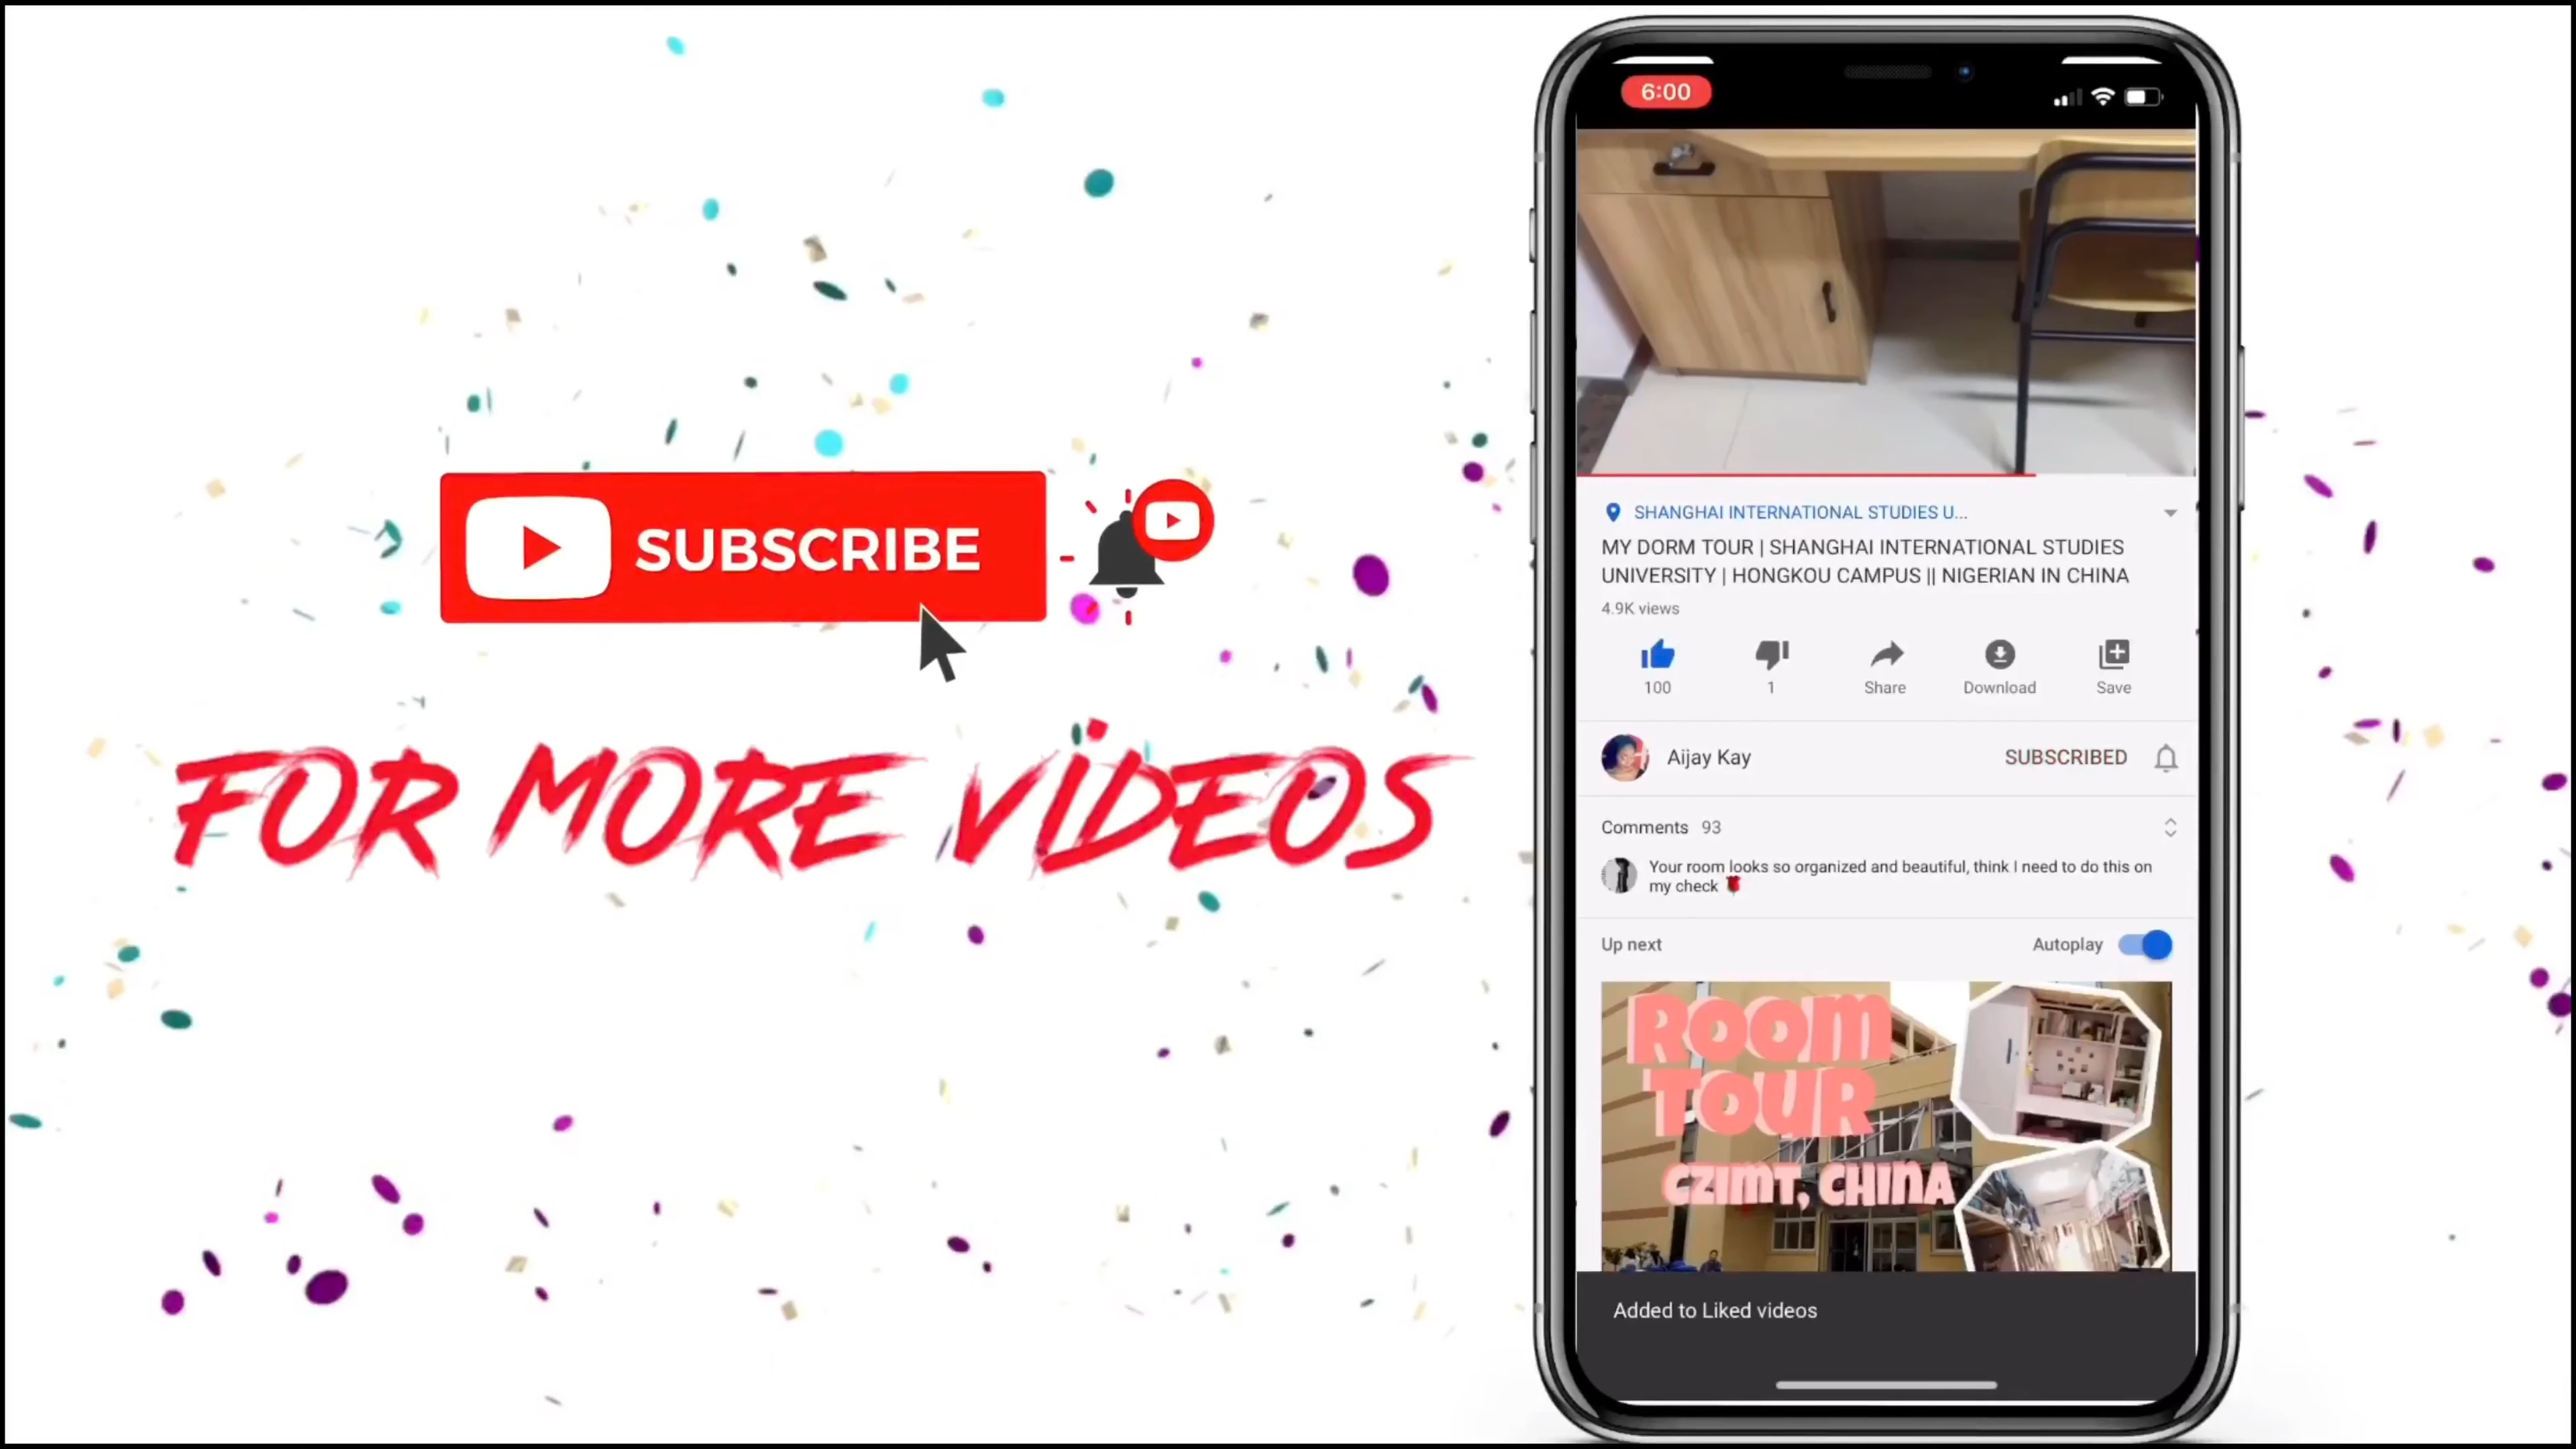 SUBSCRIBE
FOR MORE VIDEOS
6:00
SHANGHAI INTERNATIONAL STUDIES U...
MY DORM TOUR | SHANGHAI INTERNATIONAL STUDIES
UNIVERSITY | HONGKOU CAMPUS || NIGERIAN IN CHINA
4.9K views
100
1
Share
Download
Save
Aijay Kay
SUBSCRIBED
Comments 93
Your room looks so organized and beautiful, think I need to do this on
my check 🌹
Up next
Autoplay
ROOM
TOUR
CZIMT, CHINA
Added to Liked videos